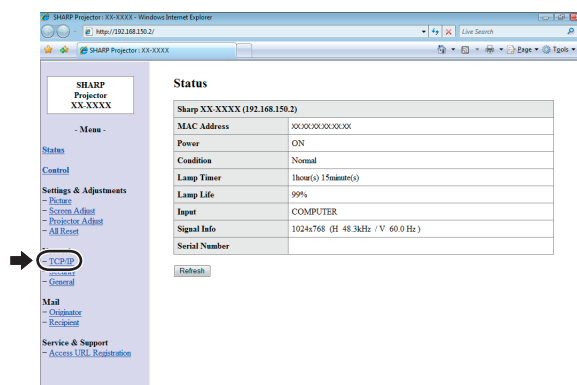 SHARP Projector : XX-XXXX - Windows Internet Explorer
http://192.168.150.2/
Live Search
SHARP Projector : XX-XXXX
Page
Tools
SHARP
Projector
XX-XXXX
- Menu -
Status
Control
Settings & Adjustments
- Picture
- Screen Adjust
- Projector Adjust
- All Reset
- TCP/IP
- Security
- General
Mail
- Originator
- Recipient
Service & Support
- Access URL Registration
Status
Sharp XX-XXXX (192.168.150.2)
MAC Address XX:XX:XX:XX:XX:XX
Power ON
Condition Normal
Lamp Timer 1hour(s) 15minute(s)
Lamp Life 99%
Input COMPUTER
Signal Info 1024x768 (H 48.3kHz / V 60.0 Hz )
Serial Number
Refresh